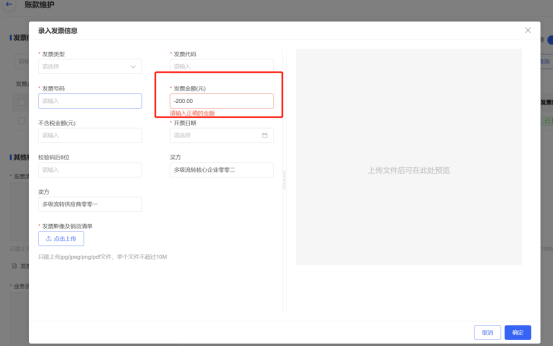 账款维护
录入发票信息
* 发票类型
* 发票代码
请选择
请输入
* 发票号码
* 发票金额(元)
请输入
-200.00
请输入正确的金额
不含税金额(元)
* 开票日期
请输入
请选择
校验码后6位
买方
请输入
多级流转核心企业零零二
卖方
多级流转供应商零零一
* 发票影像及销货清单
点击上传
只能上传jpg/jpeg/png/pdf文件，单个文件不超过10M
上传文件后可在此处预览
取消
确定